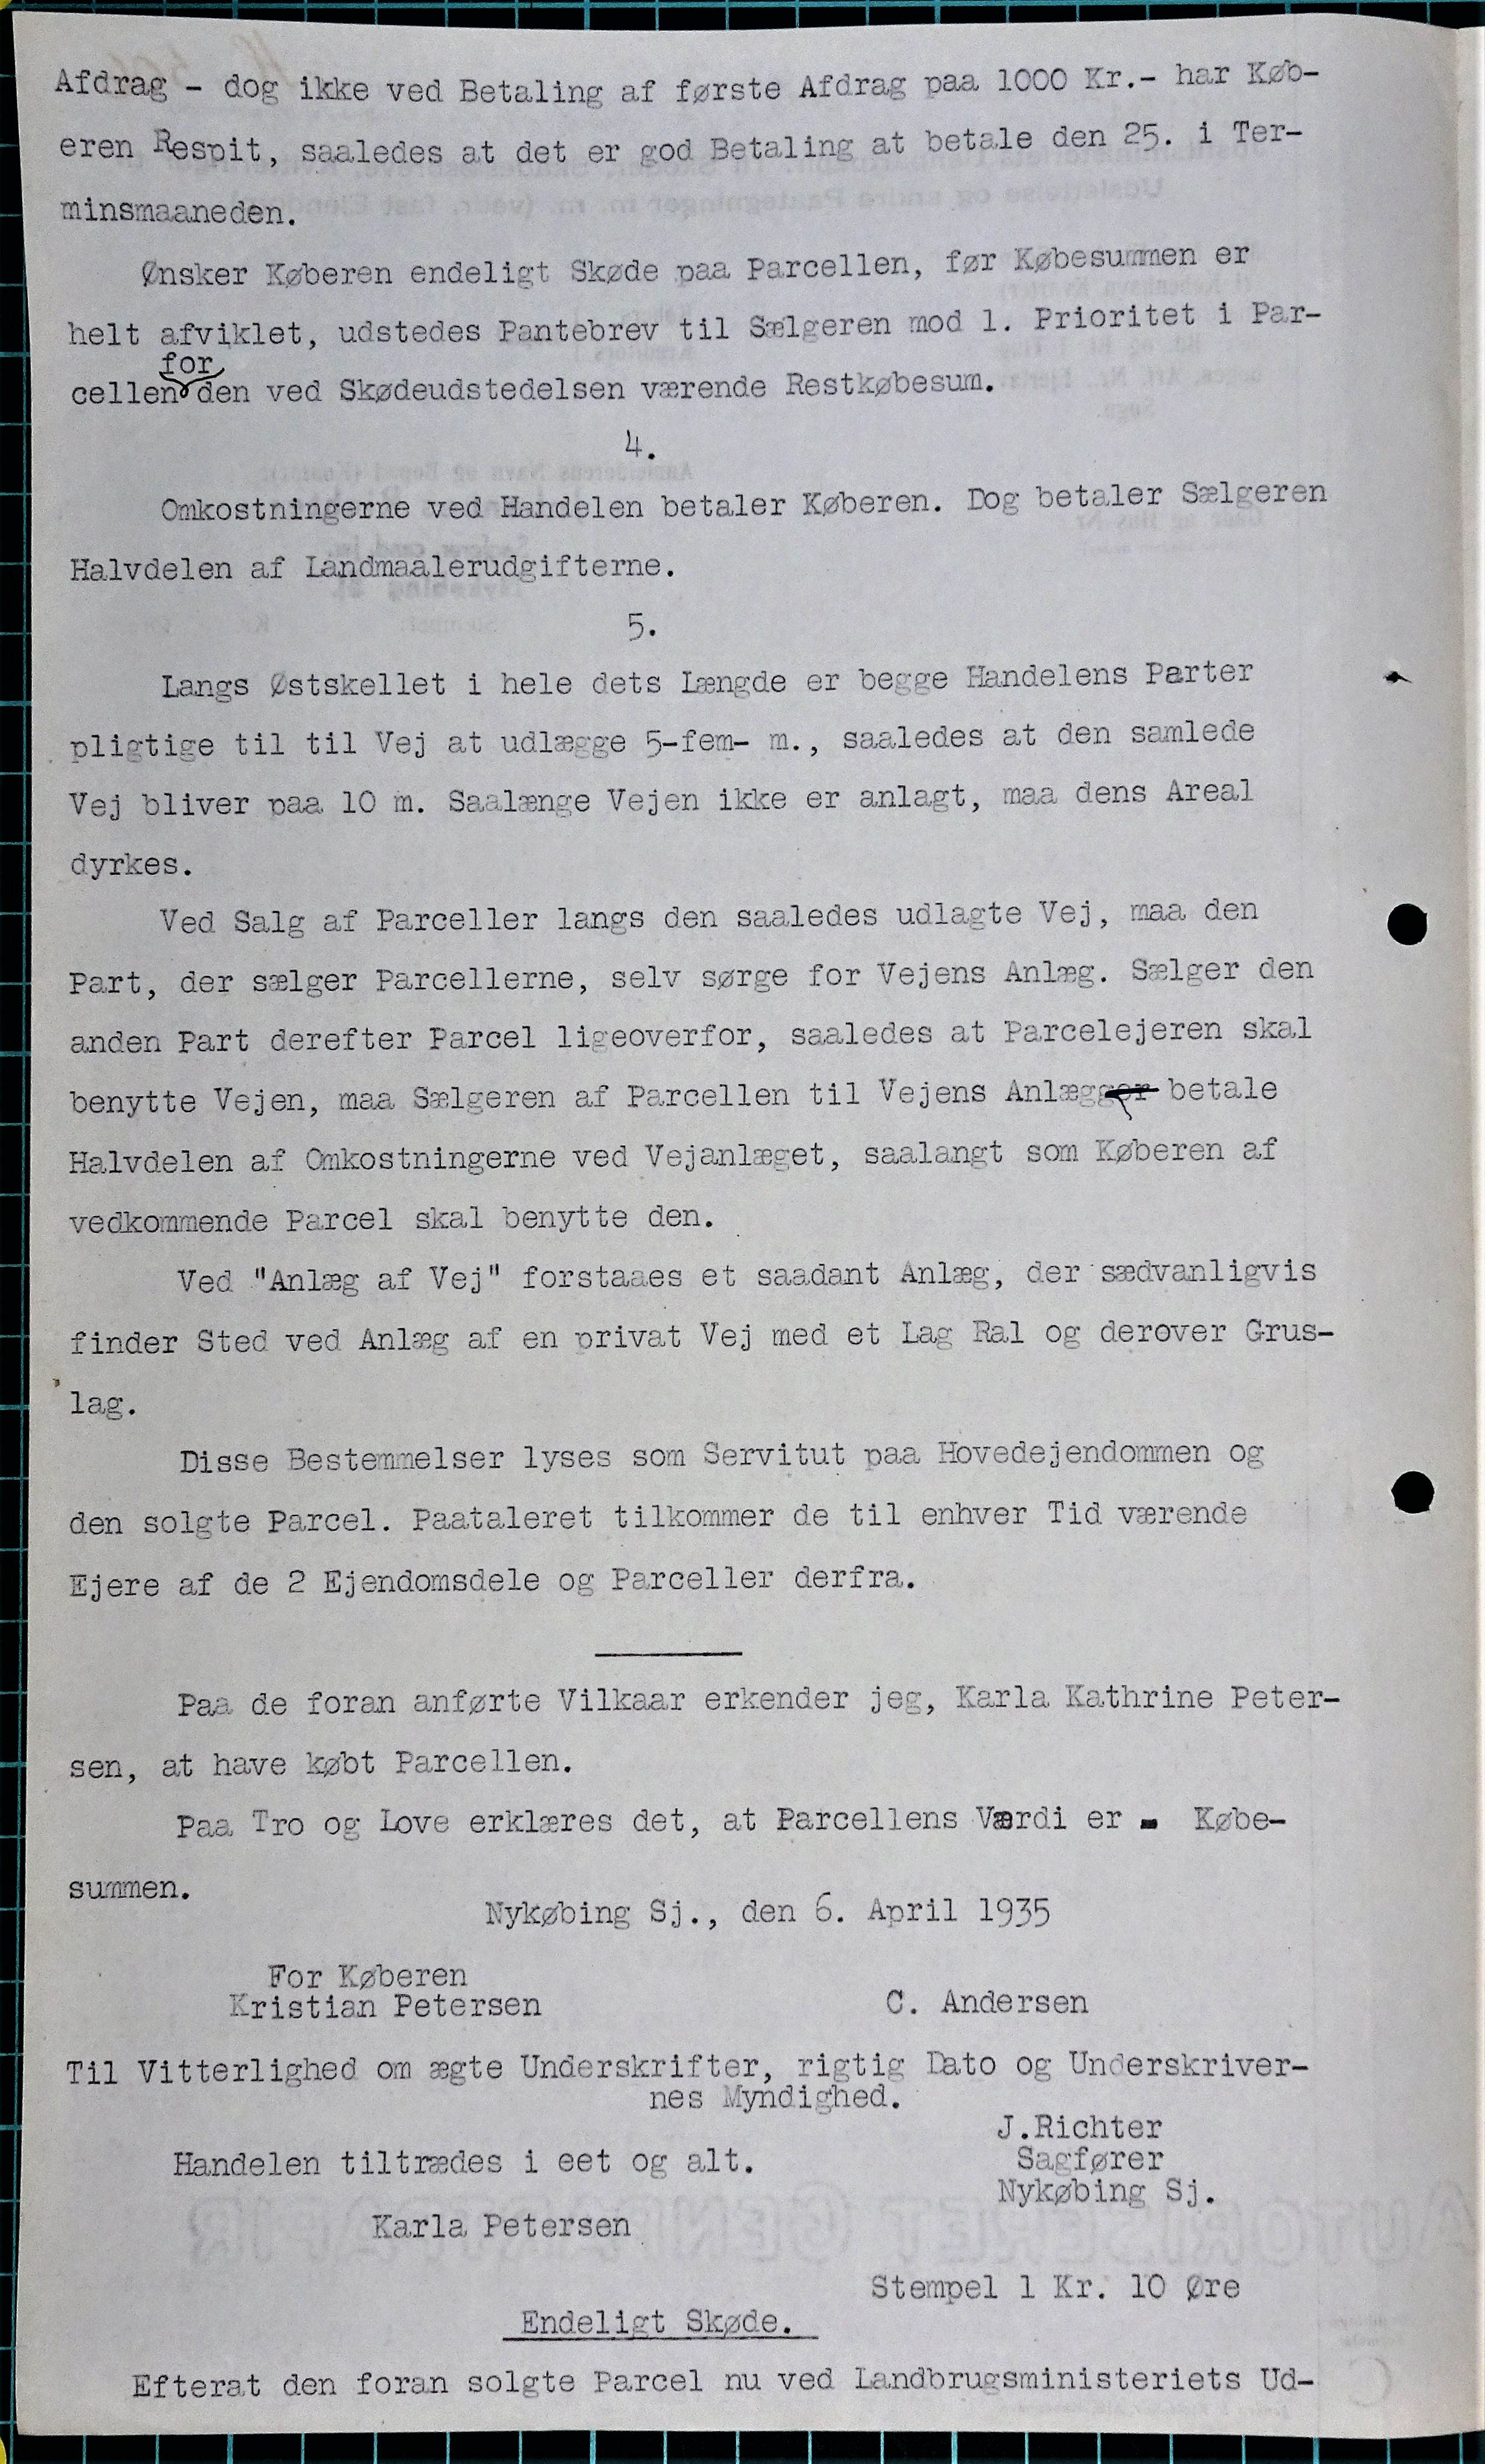 Afdrag - dog ikke ved Betaling af første Afdrag paa 1000 Kr.- har Køb-
eren Respit, saaledes at det er god Betaling at betale den 25. i Ter-
minsmaaneden.
Ønsker Køberen endeligt Skøde paa Parcellen, før Købesummen er
helt afviklet, udstedes Pantebrev til Sælgeren mod 1. Prioritet i Par-
for
cellen den ved Skødeudstedelsen værende Restkøbesum.
4.
Omkostningerne ved Handelen betaler Køberen. Dog betaler Sælgeren
Halvdelen af Landmaalerudgifterne.
5.
Langs Østskellet i hele dets Længde er begge Handelens Parter
pligtige til til Vej at udlægge 5-fem- m., saaledes at den samlede
Vej bliver paa 10 m. Saalænge Vejen ikke er anlagt, maa dens Areal
dyrkes.
Ved Salg af Parceller langs den saaledes udlagte Vej, maa den
Part, der sælger Parcellerne, selv sørge for Vejens Anlæg. Sælger den
anden Part derefter Parcel ligeoverfor, saaledes at Parcelejeren skal
benytte Vejen, maa Sælgeren af Parcellen til Vejens Anlægger betale
Halvdelen af Omkostningerne ved Vejanlæget, saalangt som Køberen af
vedkommende Parcel skal benytte den.
Ved "Anlæg af Vej" forstaaes et saadant Anlæg, der sædvanligvis
finder Sted ved Anlæg af en privat Vej med et Lag Ral og derover Grus-
lag.
Disse Bestemmelser lyses som Servitut paa Hovedejendommen og
den solgte Parcel. Paataleret tilkommer de til enhver Tid værende
Ejere af de 2 Ejendomsdele og Parceller derfra.
Paa de foran anførte Vilkaar erkender jeg, Karla Kathrine Peter-
sen, at have købt Parcellen.
Paa Tro og Love erklæres det, at Parcellens Værdi er - Købe-
summen.
Nykøbing Sj., den 6. April 1935
For Køberen
Kristian Petersen C. Andersen
Til Vitterlighed om ægte Underskrifter, rigtig Dato og Underskriver-
nes Myndighed.
J.Richter
Handelen tiltrædes i eet og alt. Sagfører
Nykøbing Sj.
Karla Petersen
Stempel 1 Kr. 10 Øre
Endeligt Skøde.
Efterat den foran solgte Parcel nu ved Landbrugsministeriets Ud-